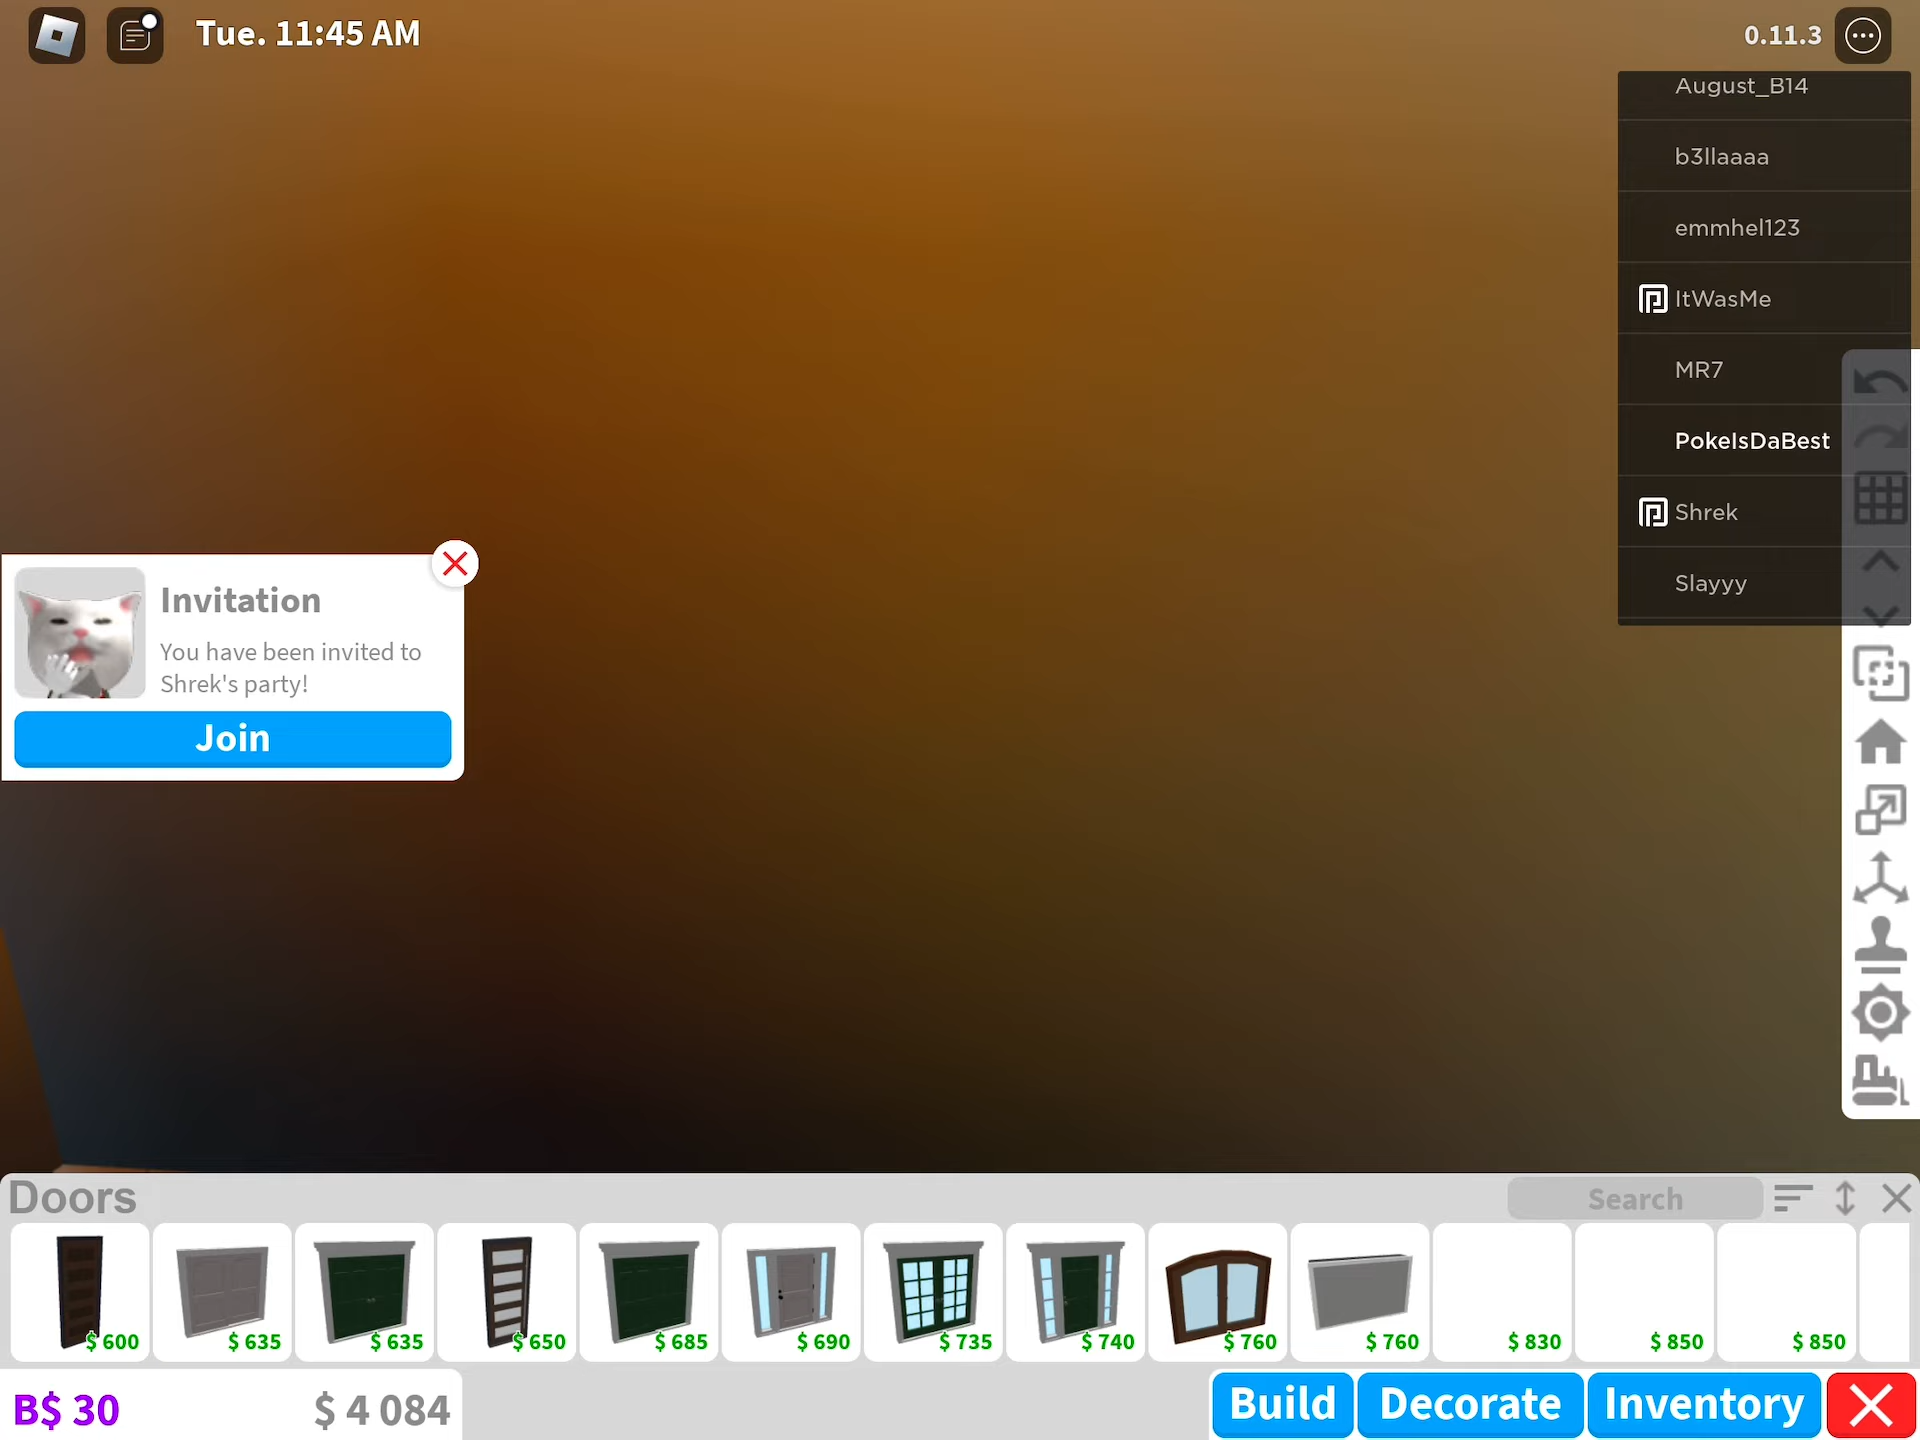 Tue. 11:45 AM
0.11.3
August_B14
b3llaaaa
emmhel123
ItWasMe
MR7
PokeIsDaBest
Shrek
Slayyy
Invitation
You have been invited to
Shrek's party!
Join
Doors
Search
$ 600
$ 635
$ 635
$ 650
$ 685
$ 690
$ 735
$ 740
$ 760
$ 760
$ 830
$ 850
$ 850
B$ 30
$ 4 084
Build
Decorate
Inventory